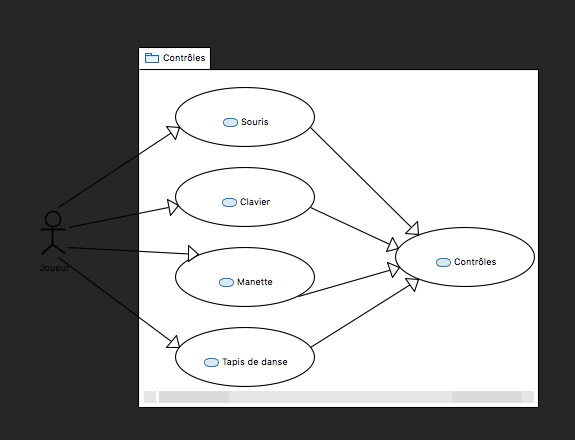 Contrôles
Souris
Clavier
Manette
Tapis de danse
Contrôles
Joueur